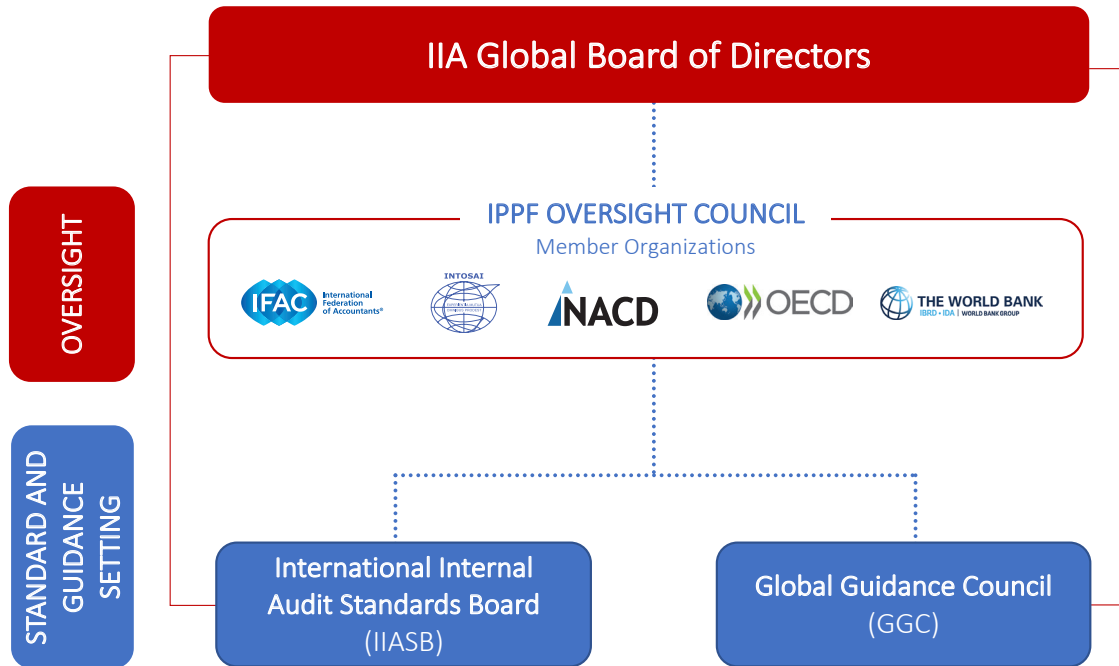 IIA Global Board of Directors
OVERSIGHT
IPPF OVERSIGHT COUNCIL
Member Organizations
IFAC
International
Federation
of Accountants®
INTOSAI
NACD
OECD
THE WORLD BANK
IBRD • IDA | WORLD BANK GROUP
STANDARD AND
GUIDANCE
SETTING
International Internal
Audit Standards Board
(IIASB)
Global Guidance Council
(GGC)